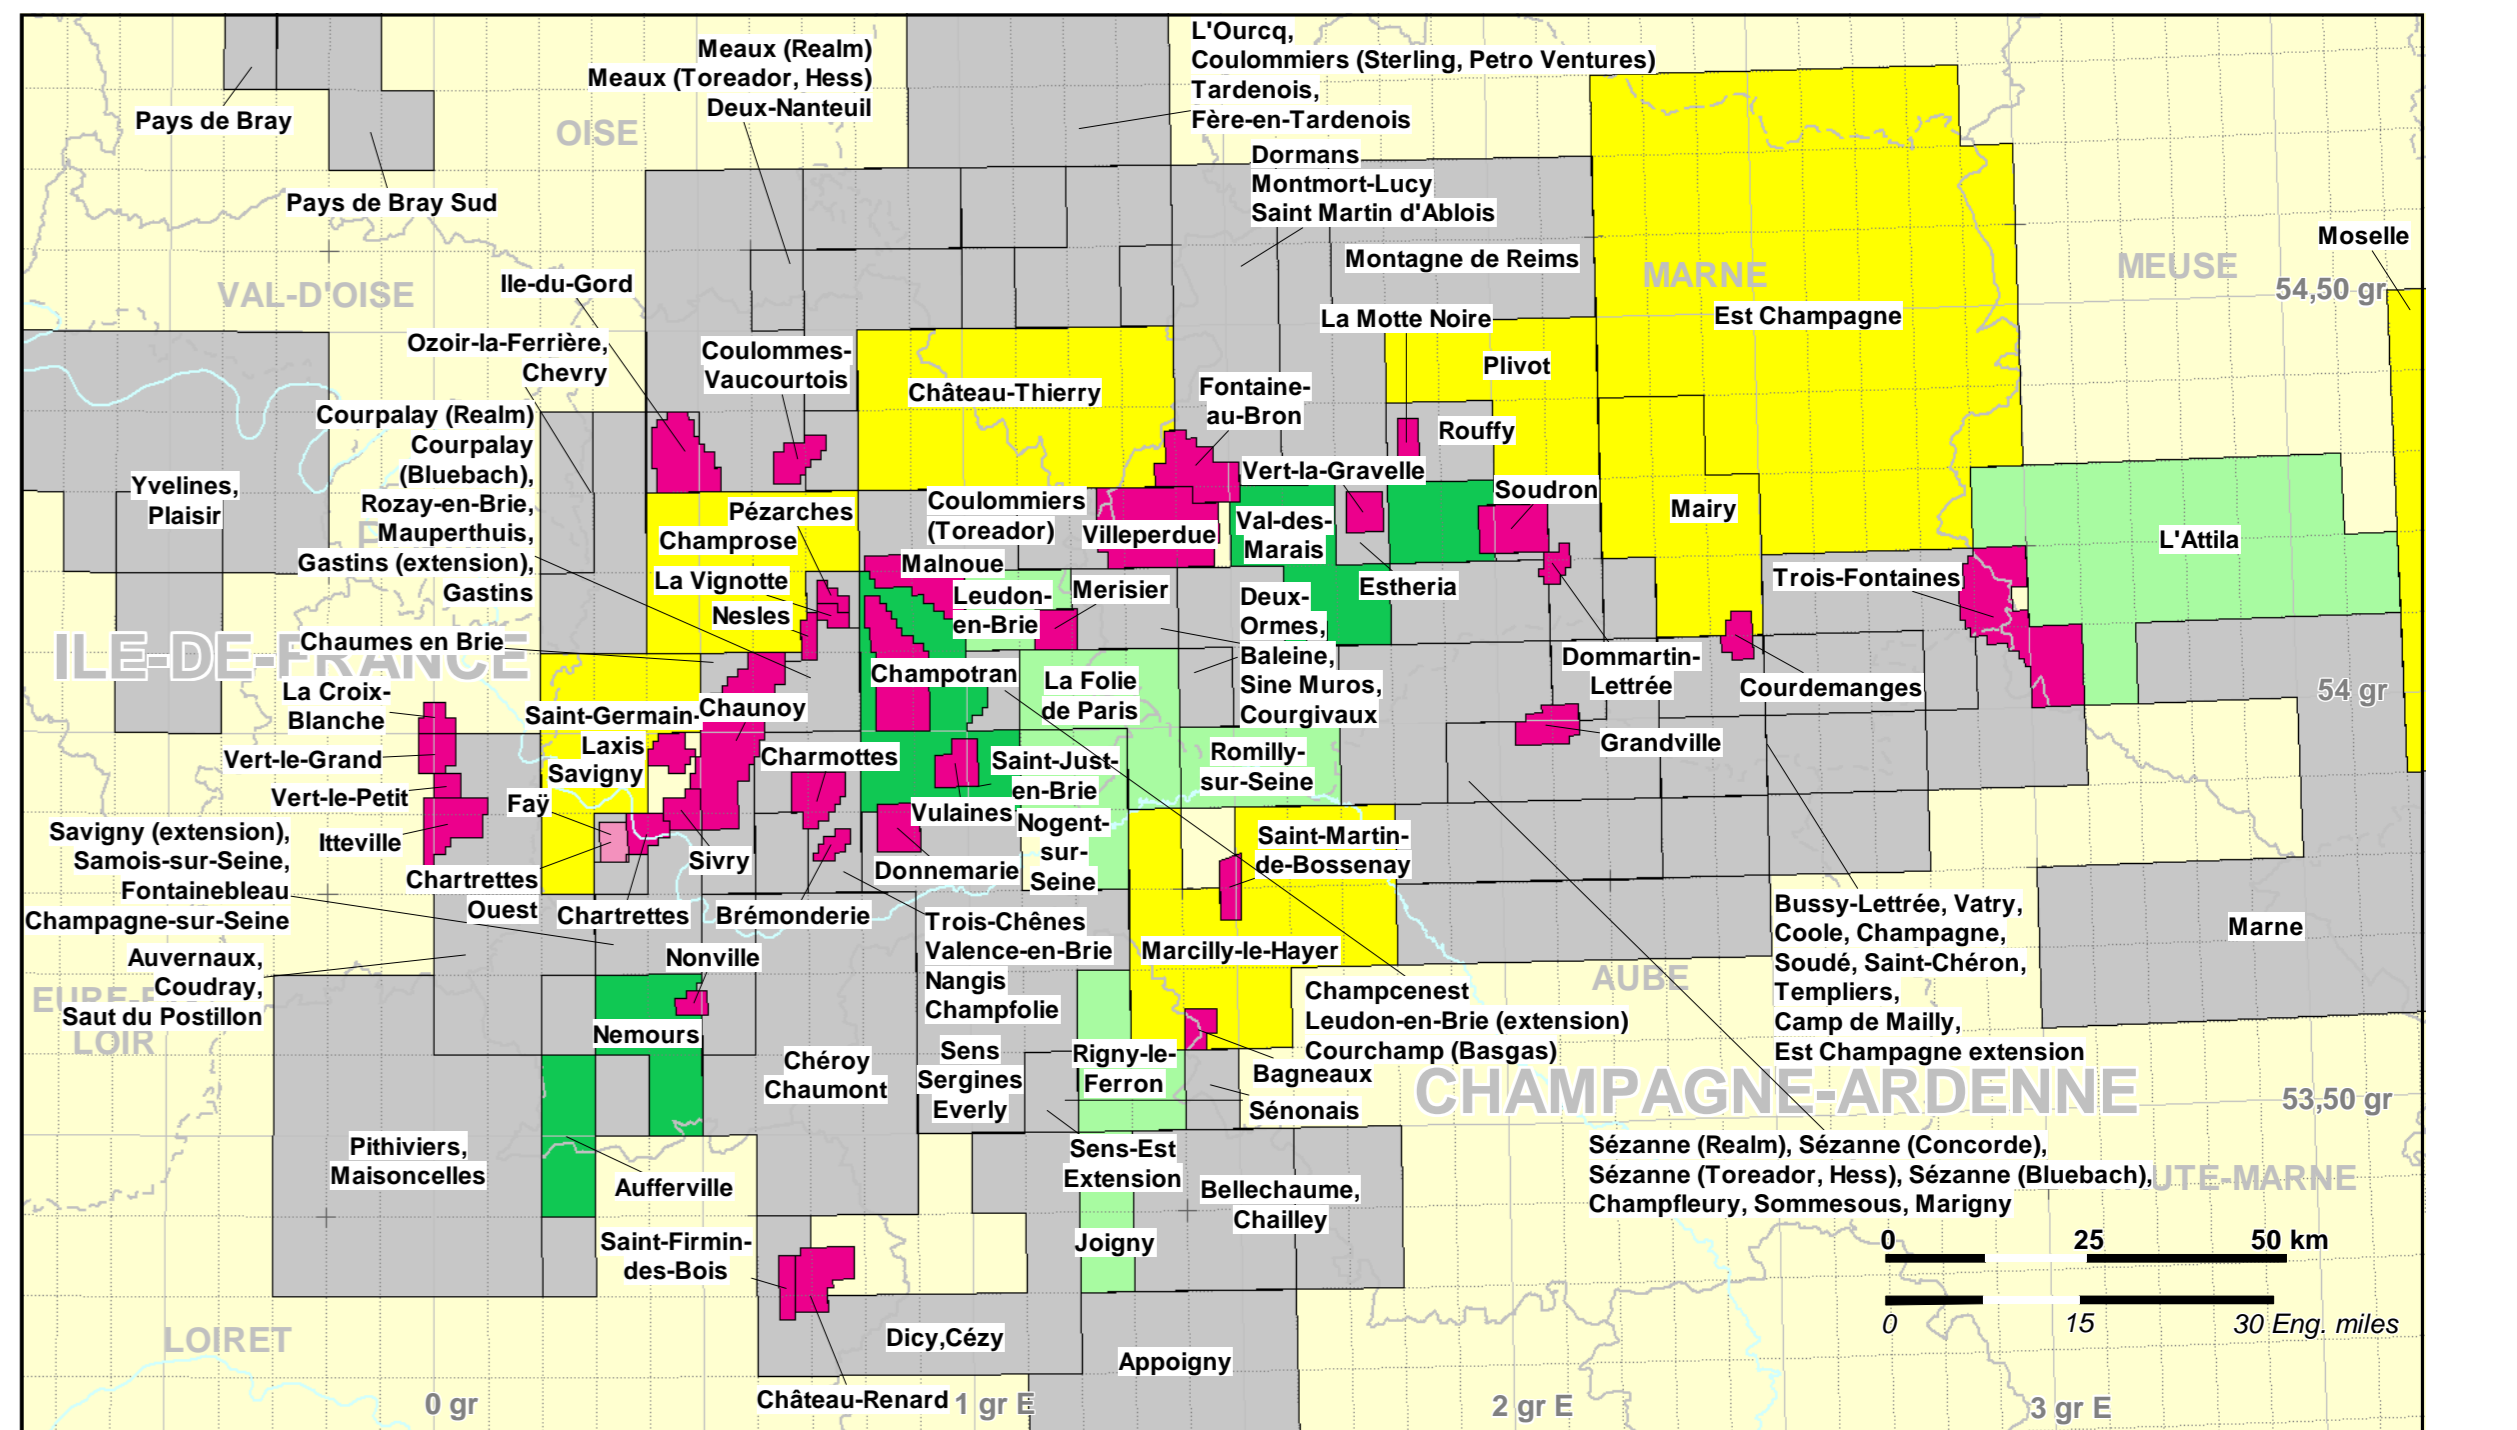 L'Ourcq,
Coulommiers (Sterling, Petro Ventures)
Tardenois,
Fère-en-Tardenois
Meaux (Realm)
Meaux (Toreador, Hess)
Deux-Nanteuil
Pays de Bray
OISE
Pays de Bray Sud
Dormans
Montmort-Lucy
Saint Martin d'Ablois
Montagne de Reims
MARNE
MEUSE
Moselle
54,50 gr
VAL-D'OISE
Ile-du-Gord
Est Champagne
La Motte Noire
Ozoir-la-Ferrière,
Chevry
Coulommes-
Vaucourtois
Château-Thierry
Plivot
Fontaine-
au-Bron
Rouffy
Courpalay (Realm)
Courpalay
(Bluebach),
Rozay-en-Brie,
Mauperthuis,
Gastins (extension),
Gastins
Yvelines,
Plaisir
Vert-la-Gravelle
Soudron
Mairy
Coulommiers
(Toreador)
Pézarches
Champrose
Villeperdue
Val-des-
Marais
L'Attila
Malnoue
La Vignotte
Nesles
Leudon-
en-Brie
Merisier
Estheria
Trois-Fontaines
Deux-
Ormes,
Baleine,
Sine Muros,
Courgivaux
ILE-DE-FRANCE
Chaumes en Brie
Champotran
La Folie
de Paris
Dommartin-
Lettrée
Courdemanges
54 gr
La Croix-
Blanche
Saint-Germain-
Laxis
Chaunoy
Vert-le-Grand
Savigny
Charmottes
Saint-Just-
en-Brie
Romilly-
sur-Seine
Grandville
Vert-le-Petit
Faÿ
Vulaines
Nogent-
sur-
Seine
Saint-Martin-
de-Bossenay
Itteville
Savigny (extension),
Samois-sur-Seine,
Fontainebleau
Champagne-sur-Seine
Sivry
Donnemarie
Chartrettes
Ouest
Chartrettes
Brémonderie
Trois-Chênes
Valence-en-Brie
Nangis
Champfolie
Marcilly-le-Hayer
Bussy-Lettrée, Vatry,
Coole, Champagne,
Soudé, Saint-Chéron,
Templiers,
Camp de Mailly,
Est Champagne extension
Marne
Auvernaux,
Coudray,
Saut du Postillon
Nonville
AUBE
LOIR
Nemours
Champcenest
Leudon-en-Brie (extension)
Courchamp (Basgas)
Bagneaux
Chéroy
Chaumont
Sens
Sergines
Everly
Rigny-le-
Ferron
Sénonais
CHAMPAGNE-ARDENNE
53,50 gr
Pithiviers,
Maisoncelles
Aufferville
Sens-Est
Extension
Bellechaume,
Chailley
Sézanne (Realm), Sézanne (Concorde),
Sézanne (Toreador, Hess), Sézanne (Bluebach),
Champfleury, Sommesous, Marigny
UTE-MARNE
Saint-Firmin-
des-Bois
Joigny
0 25 50 km
0 15 30 Eng. miles
LOIRET
Dicy,Cézy
Appoigny
Château-Renard
0 gr
1 gr E
2 gr E
3 gr E